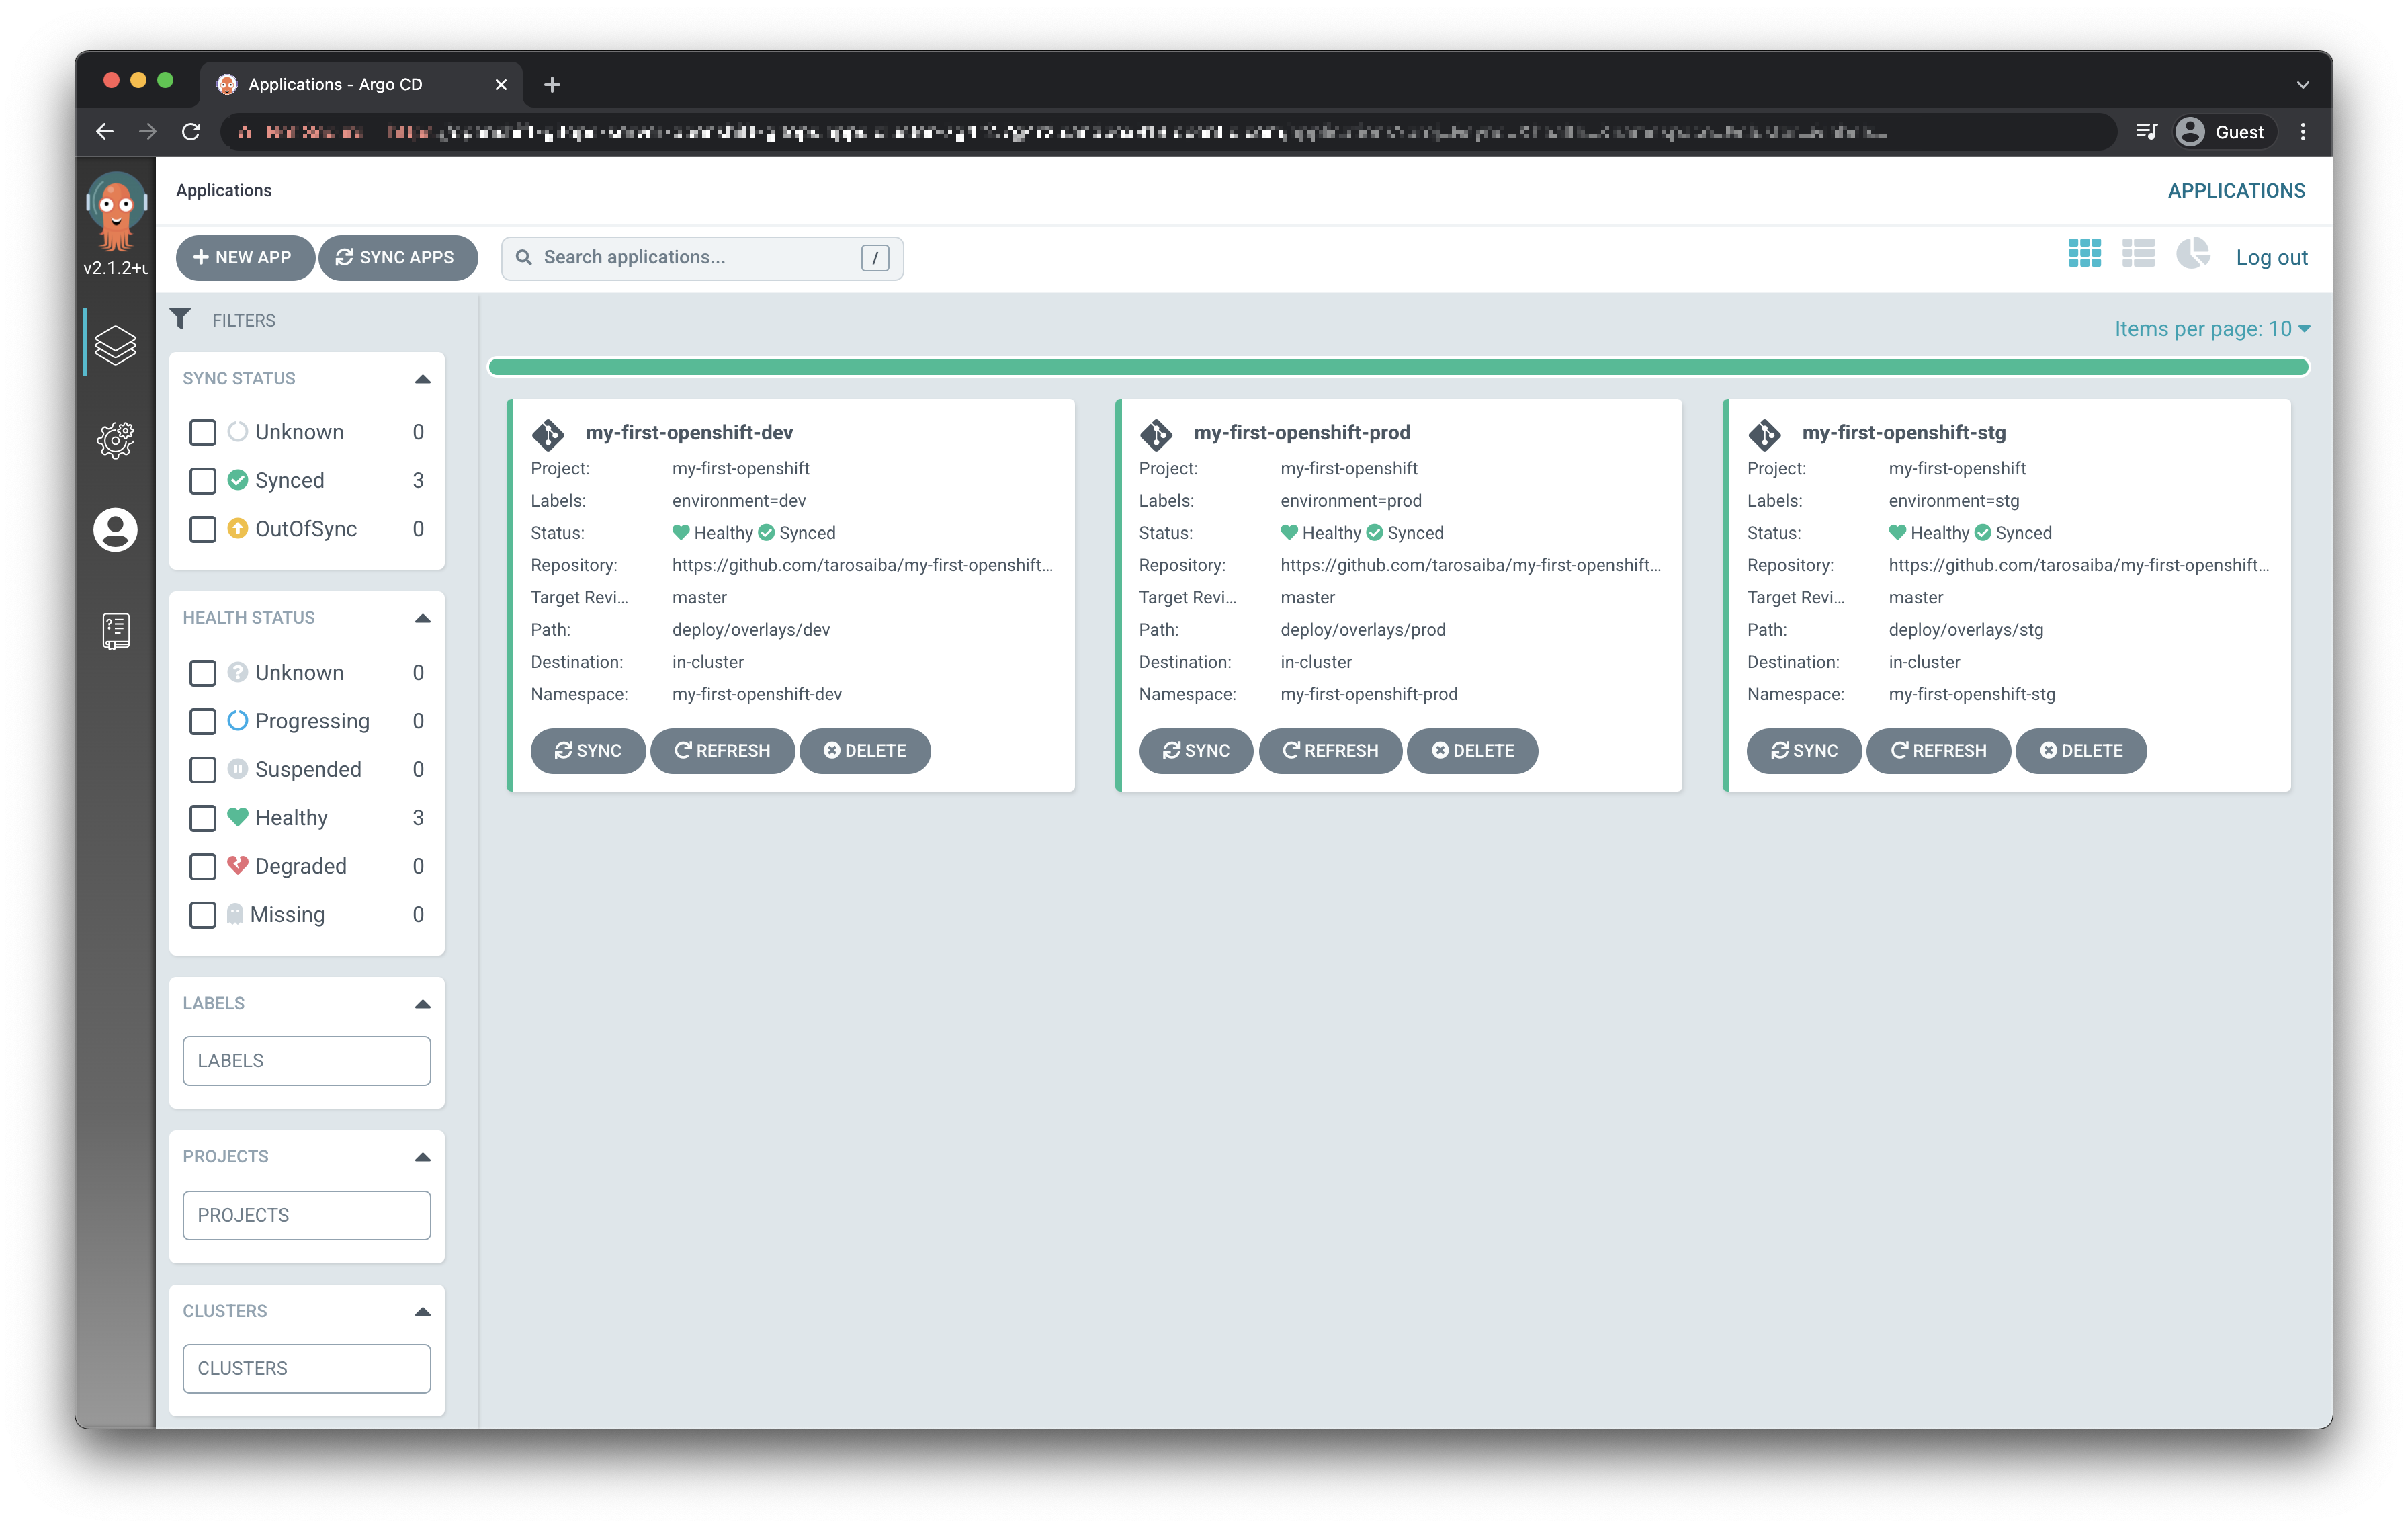 Applications - Argo CD
Guest
v2.1.2+u
Applications
APPLICATIONS
NEW APP
SYNC APPS
Search applications...
/
Log out
FILTERS
Items per page: 10
SYNC STATUS
Unknown 0
Synced 3
OutOfSync 0
HEALTH STATUS
Unknown 0
Progressing 0
Suspended 0
Healthy 3
Degraded 0
Missing 0
LABELS
LABELS
PROJECTS
PROJECTS
CLUSTERS
CLUSTERS
my-first-openshift-dev
Project: my-first-openshift
Labels: environment=dev
Status: Healthy Synced
Repository: https://github.com/tarosaiba/my-first-openshift...
Target Revi... master
Path: deploy/overlays/dev
Destination: in-cluster
Namespace: my-first-openshift-dev
SYNC REFRESH DELETE
my-first-openshift-prod
Project: my-first-openshift
Labels: environment=prod
Status: Healthy Synced
Repository: https://github.com/tarosaiba/my-first-openshift...
Target Revi... master
Path: deploy/overlays/prod
Destination: in-cluster
Namespace: my-first-openshift-prod
SYNC REFRESH DELETE
my-first-openshift-stg
Project: my-first-openshift
Labels: environment=stg
Status: Healthy Synced
Repository: https://github.com/tarosaiba/my-first-openshift...
Target Revi... master
Path: deploy/overlays/stg
Destination: in-cluster
Namespace: my-first-openshift-stg
SYNC REFRESH DELETE